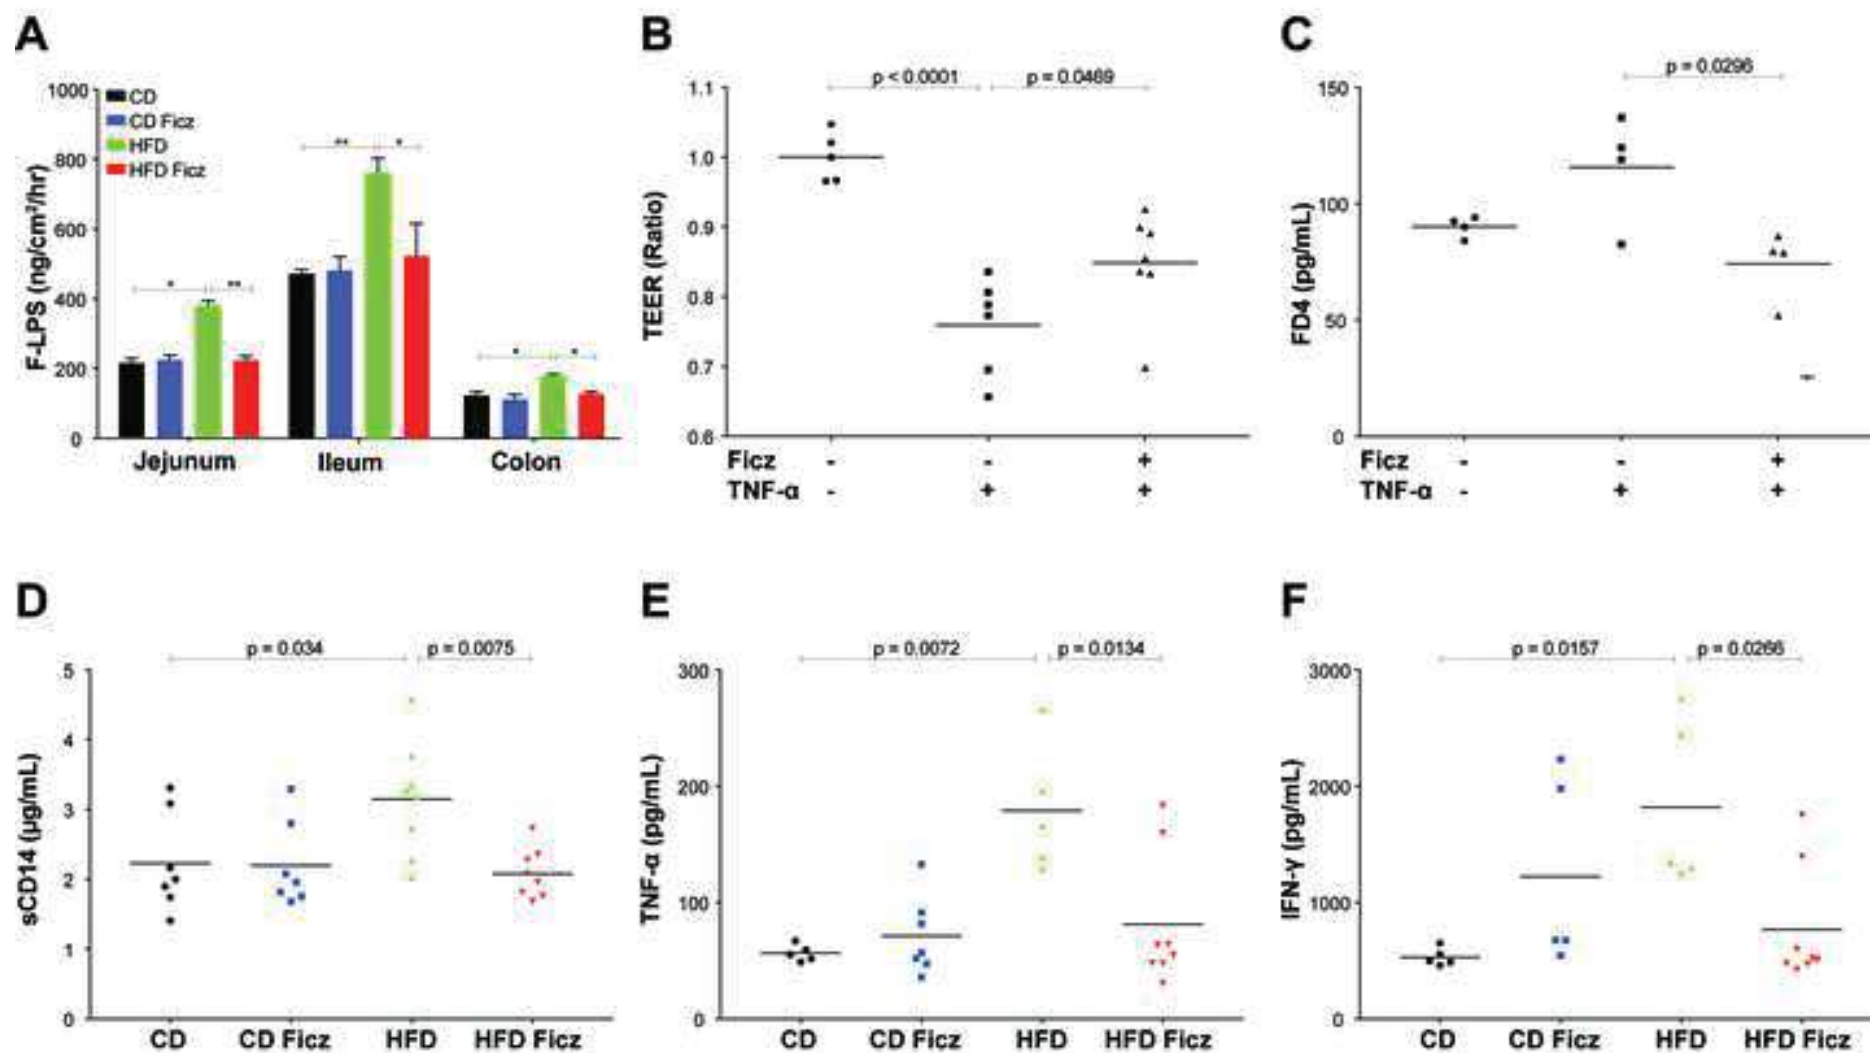 A
F-LPS (ng/cm²/hr)
1000
800
600
400
200
0
CD
CD Ficz
HFD
HFD Ficz
* **
** *
* *
Jejunum Ileum Colon
B
p < 0.0001 p = 0.0469
TEER (Ratio)
1.1
1.0
0.9
0.8
0.7
0.6
Ficz - - +
TNF-α - + +
C
p = 0.0296
FD4 (pg/mL)
150
100
50
0
Ficz - - +
TNF-α - + +
D
p = 0.034 p = 0.0075
sCD14 (µg/mL)
5
4
3
2
1
0
CD CD Ficz HFD HFD Ficz
E
p = 0.0072 p = 0.0134
TNF-α (pg/mL)
300
200
100
0
CD CD Ficz HFD HFD Ficz
F
p = 0.0157 p = 0.0266
IFN-γ (pg/mL)
3000
2000
1000
0
CD CD Ficz HFD HFD Ficz